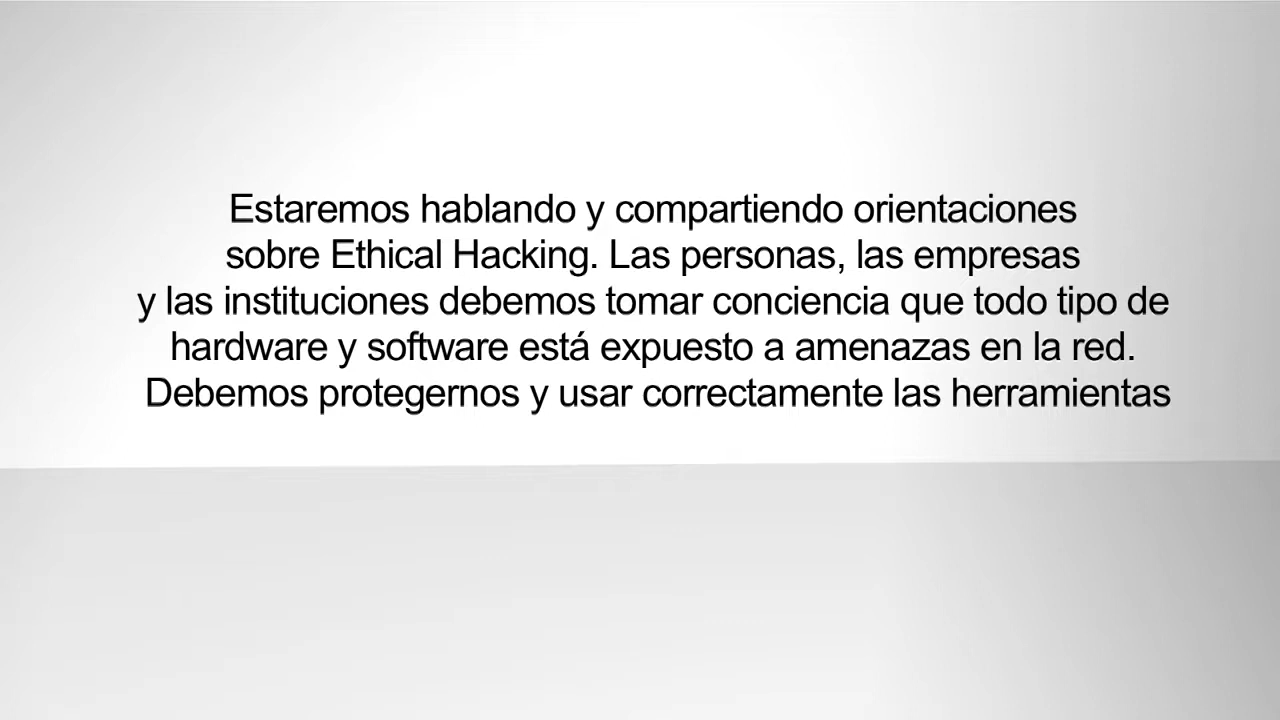 Estaremos hablando y compartiendo orientaciones
sobre Ethical Hacking. Las personas, las empresas
y las instituciones debemos tomar conciencia que todo tipo de
hardware y software está expuesto a amenazas en la red.
Debemos protegernos y usar correctamente las herramientas